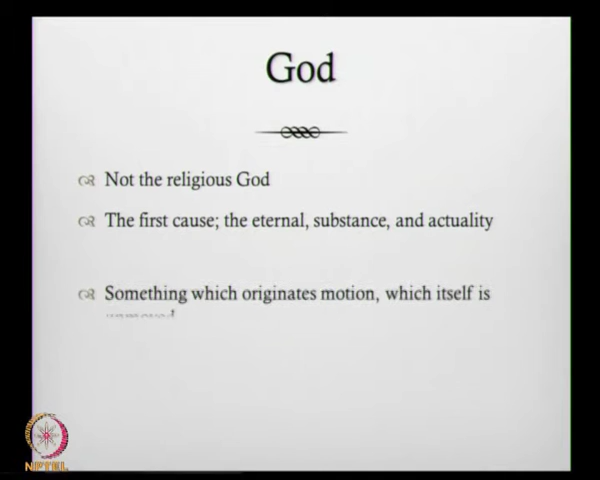 God
Not the religious God
The first cause; the eternal, substance, and actuality
Something which originates motion, which itself is
NPTEL